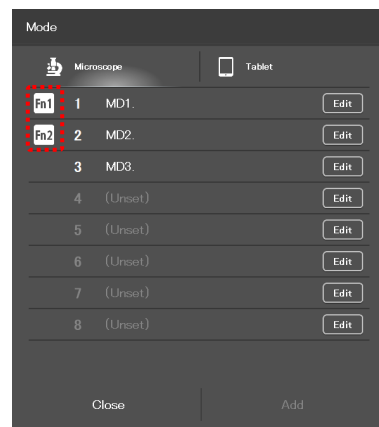 Mode
Microscope Tablet
Fn1 1 MD1. Edit
Fn2 2 MD2. Edit
3 MD3. Edit
4 (Unset) Edit
5 (Unset) Edit
6 (Unset) Edit
7 (Unset) Edit
8 (Unset) Edit
Close Add